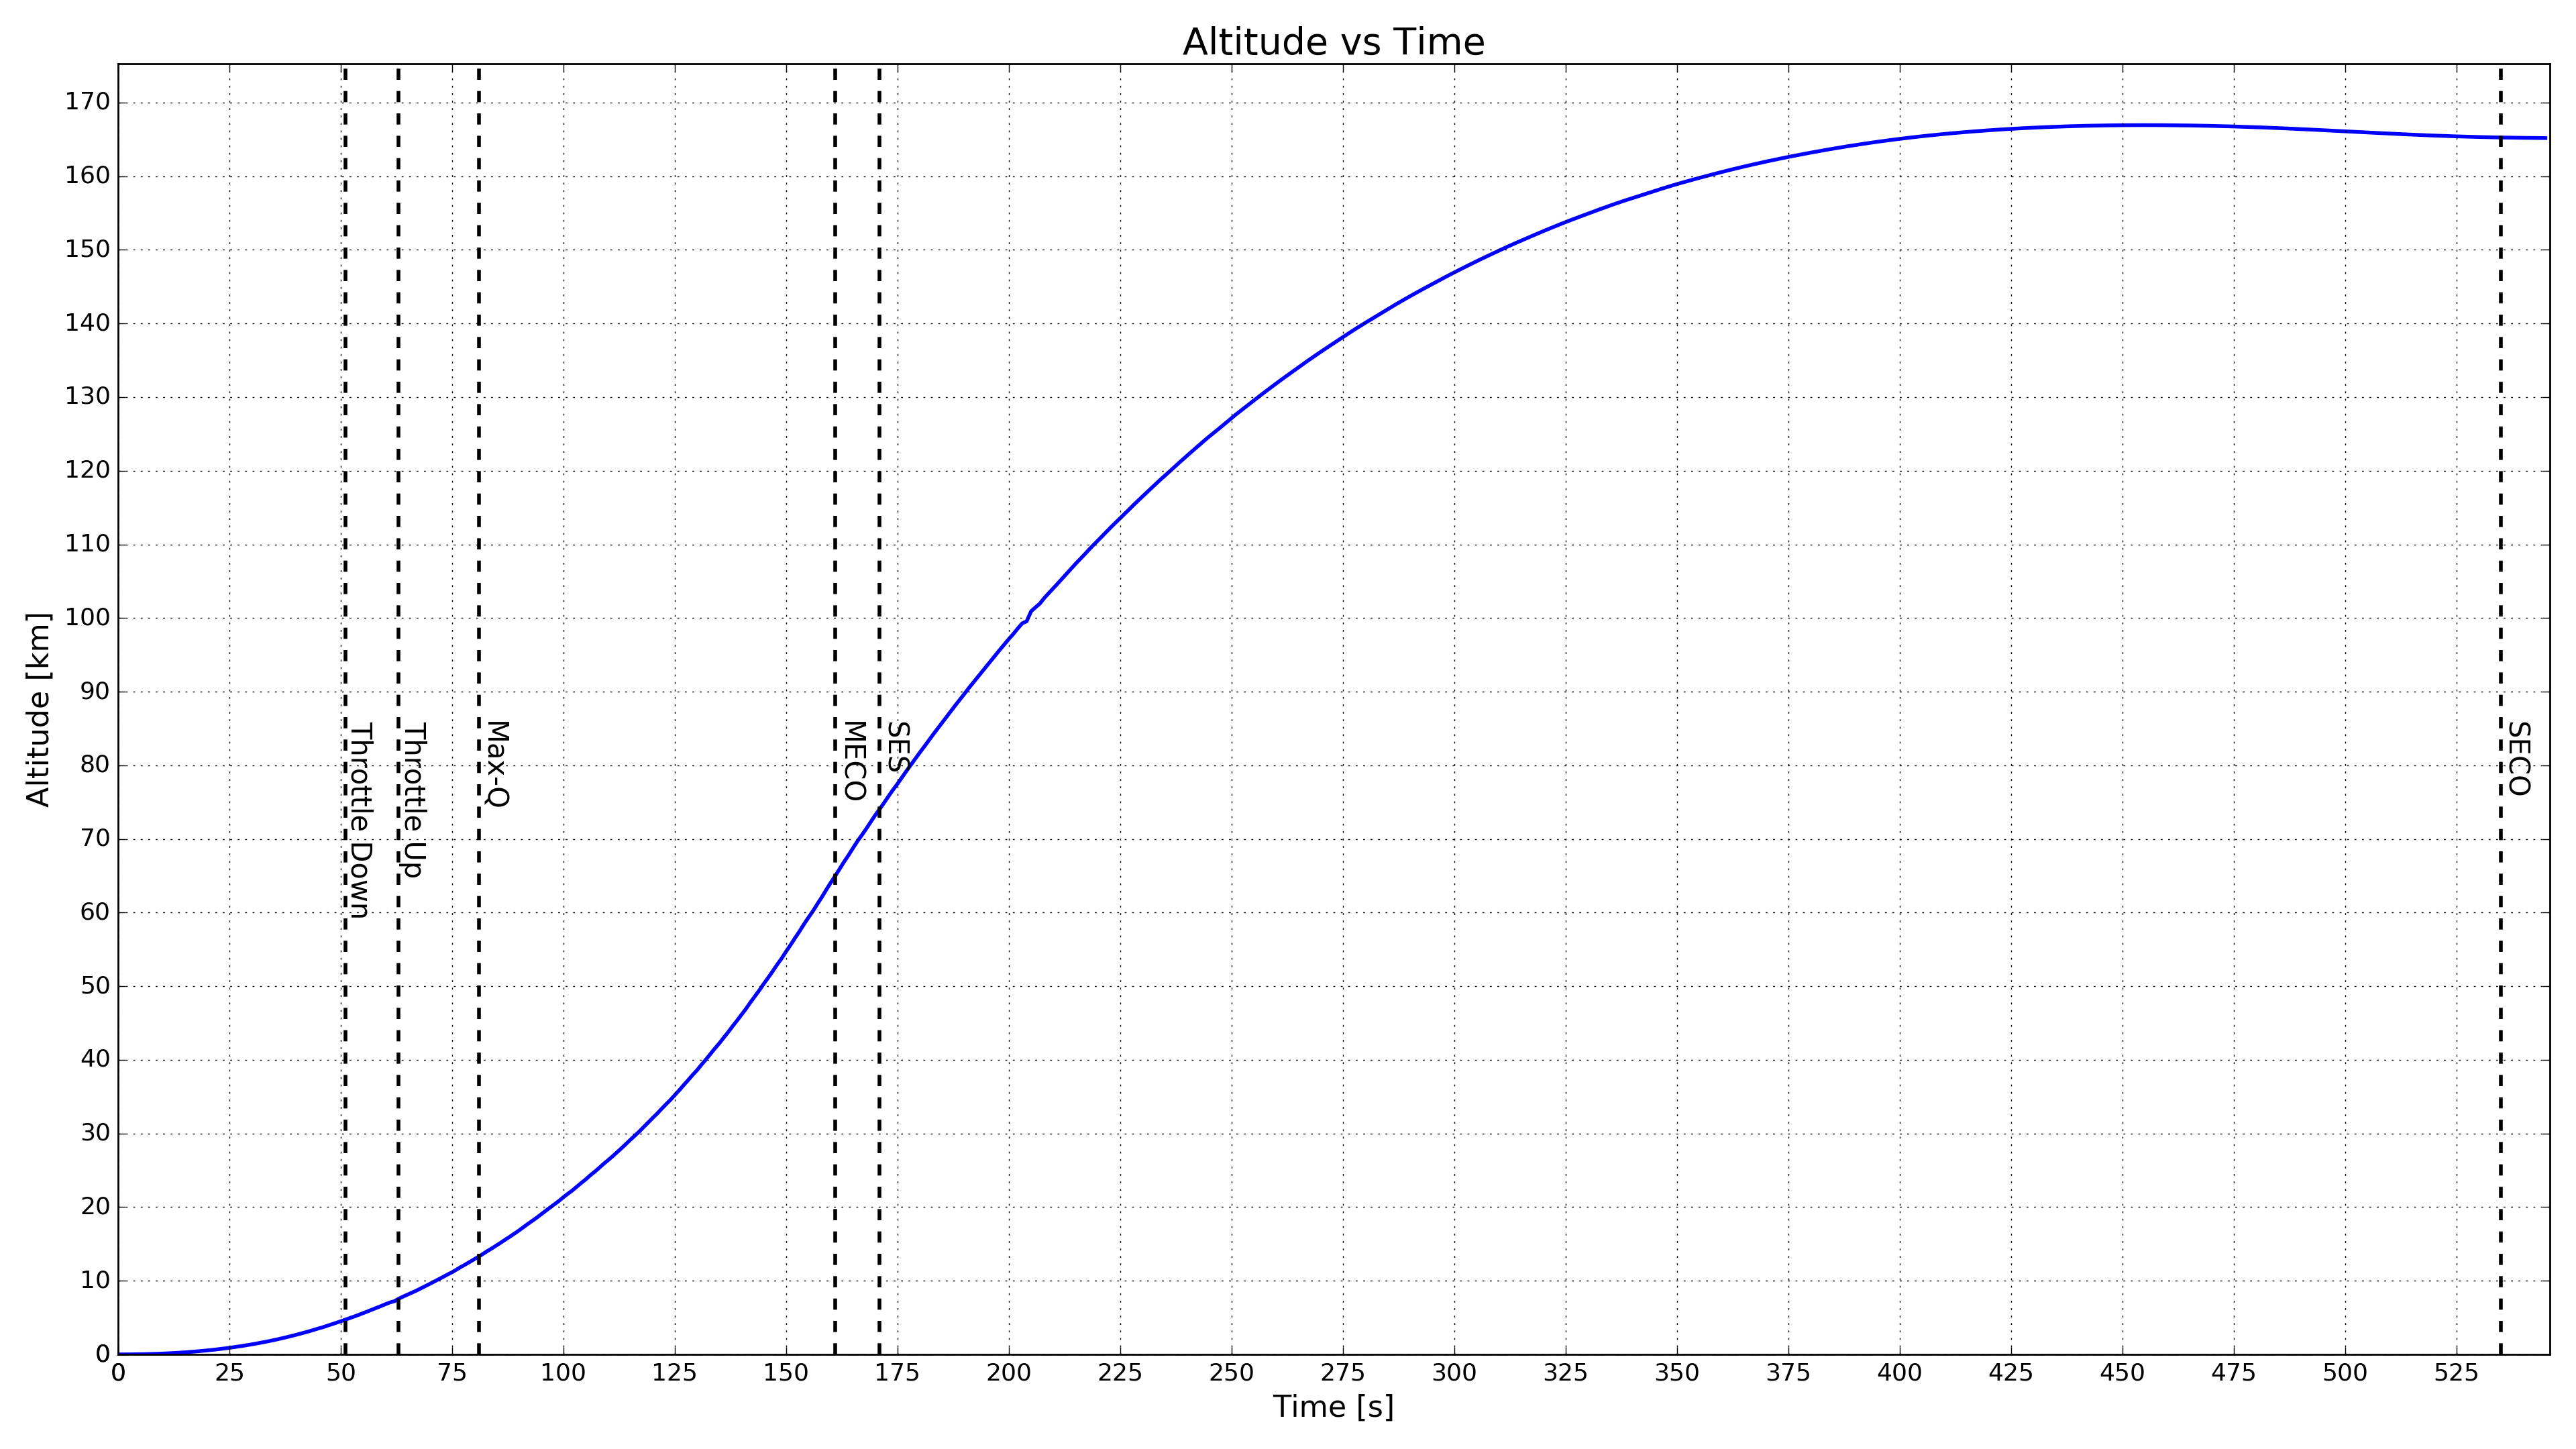 Altitude vs Time
Altitude [km]
170
160
150
140
130
120
110
100
90
80
70
60
50
40
30
20
10
0
Throttle Down
Throttle Up
Max-Q
MECO
SES
SECO
0 25 50 75 100 125 150 175 200 225 250 275 300 325 350 375 400 425 450 475 500 525
Time [s]